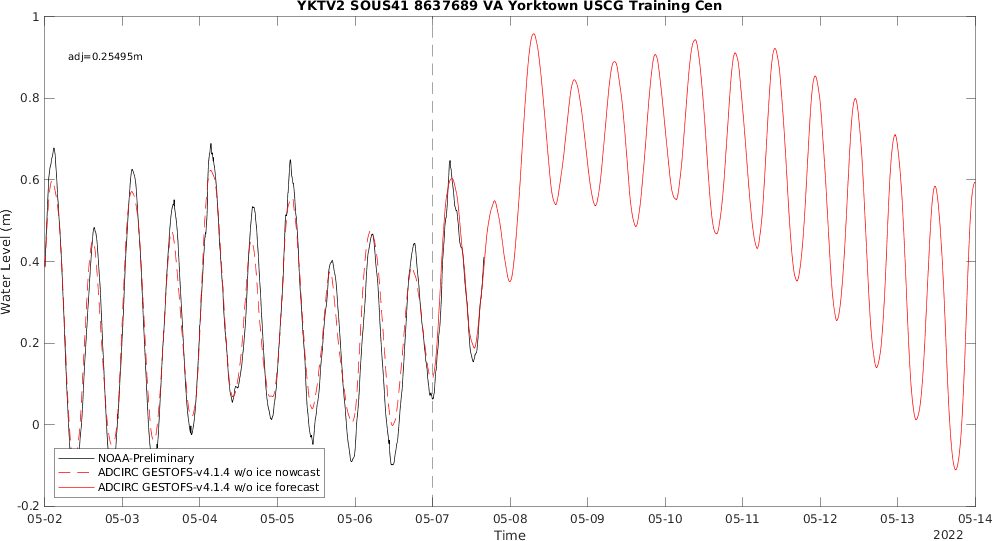 YKTV2 SOUS41 8637689 VA Yorktown USCG Training Cen
adj=0.25495m
Water Level (m)
1
0.8
0.6
0.4
0.2
0
-0.2
NOAA-Preliminary
ADCIRC GESTOFS-v4.1.4 w/o ice nowcast
ADCIRC GESTOFS-v4.1.4 w/o ice forecast
05-02 05-03 05-04 05-05 05-06 05-07 05-08 05-09 05-10 05-11 05-12 05-13 05-14
Time
2022